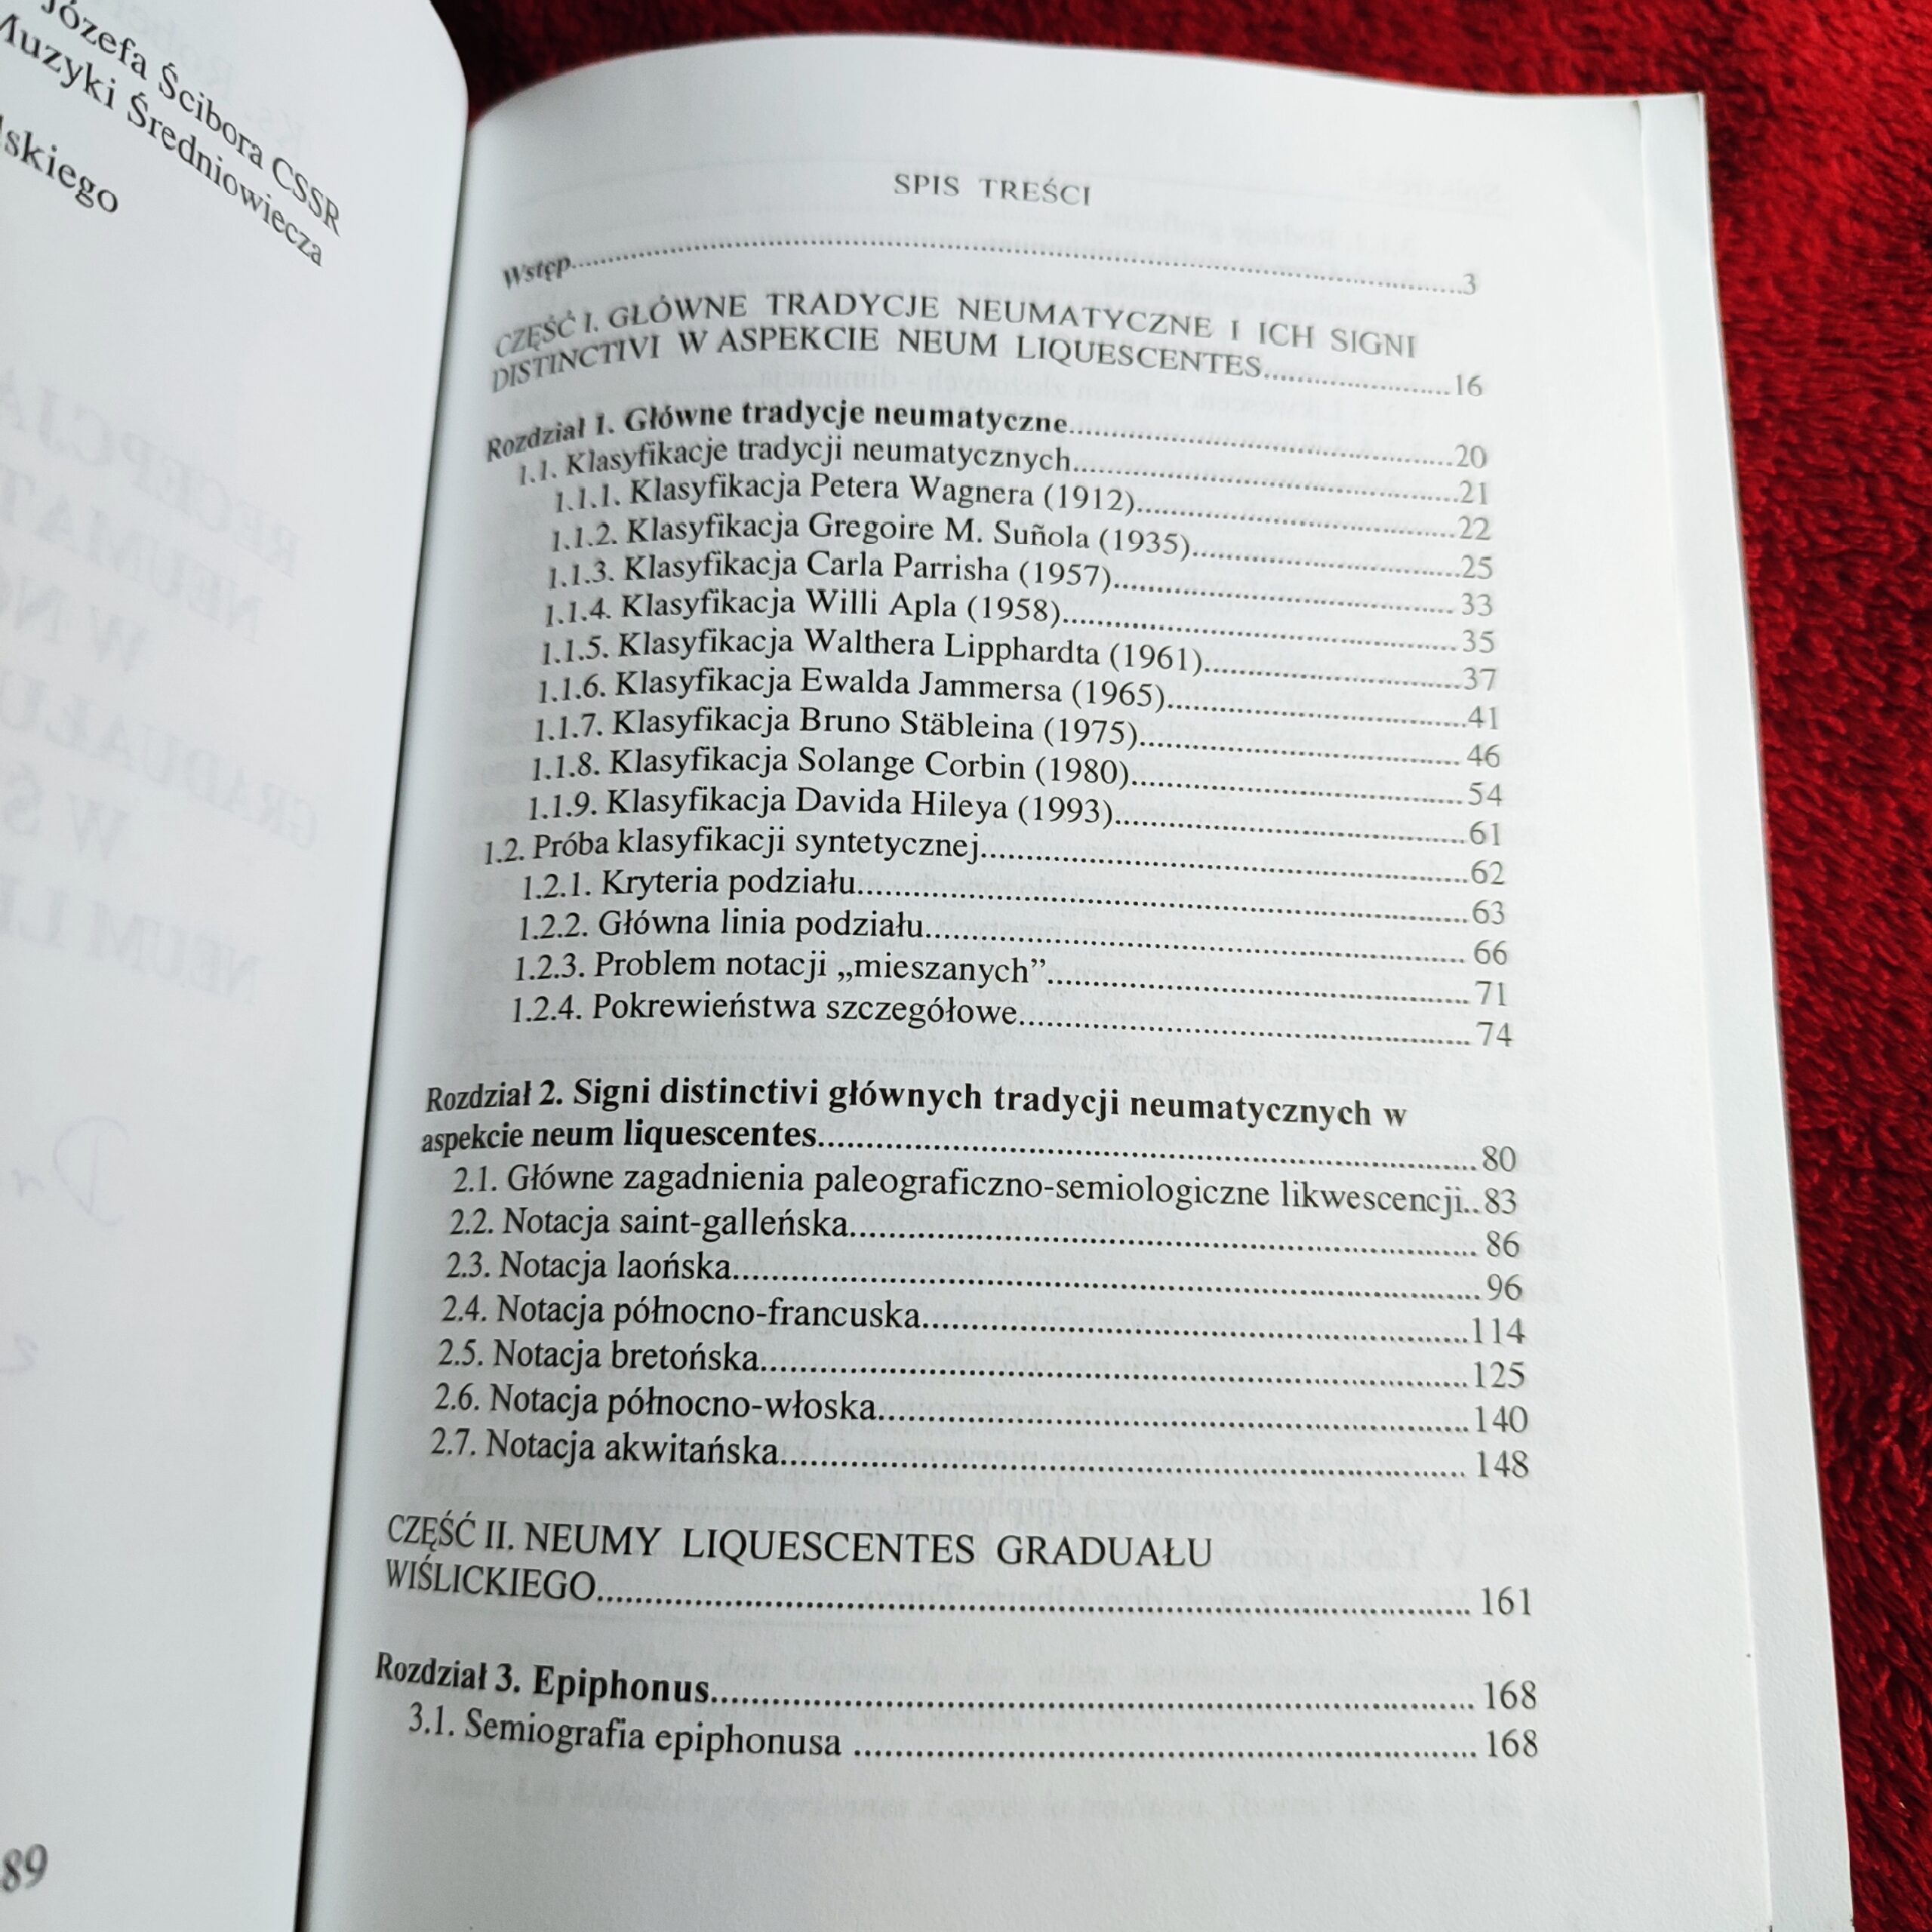 Józefa Ścibora CSSR
Muzyki Średniowiecza
89
SPIS TREŚCI
Wstęp....................3
CZĘŚĆ I. GŁÓWNE TRADYCJE NEUMATYCZNE I ICH SIGNI
DISTINCTIVI W ASPEKCIE NEUM LIQUESCENTES....................16
Rozdział 1. Główne tradycje neumatyczne....................20
1.1. Klasyfikacje tradycji neumatycznych....................21
1.1.1. Klasyfikacja Petera Wagnera (1912)....................22
1.1.2. Klasyfikacja Gregoire M. Suñola (1935)....................25
1.1.3. Klasyfikacja Carla Parrisha (1957)....................33
1.1.4. Klasyfikacja Willi Apla (1958)....................35
1.1.5. Klasyfikacja Walthera Lipphardta (1961)....................37
1.1.6. Klasyfikacja Ewalda Jammersa (1965)....................41
1.1.7. Klasyfikacja Bruno Stäbleina (1975)....................46
1.1.8. Klasyfikacja Solange Corbin (1980)....................54
1.1.9. Klasyfikacja Davida Hileya (1993)....................61
1.2. Próba klasyfikacji syntetycznej....................62
1.2.1. Kryteria podziału....................63
1.2.2. Główna linia podziału....................66
1.2.3. Problem notacji „mieszanych”....................71
1.2.4. Pokrewieństwa szczegółowe....................74
Rozdział 2. Signi distinctivi głównych tradycji neumatycznych w
aspekcie neum liquescentes....................80
2.1. Główne zagadnienia paleograficzno-semiologiczne likwescencji..83
2.2. Notacja saint-galleńska....................86
2.3. Notacja laońska....................96
2.4. Notacja północno-francuska....................114
2.5. Notacja bretońska....................125
2.6. Notacja północno-włoska....................140
2.7. Notacja akwitańska....................148
CZĘŚĆ II. NEUMY LIQUESCENTES GRADUAŁU
WIŚLICKIEGO....................161
Rozdział 3. Epiphonus....................168
3.1. Semiografia epiphonusa ....................168